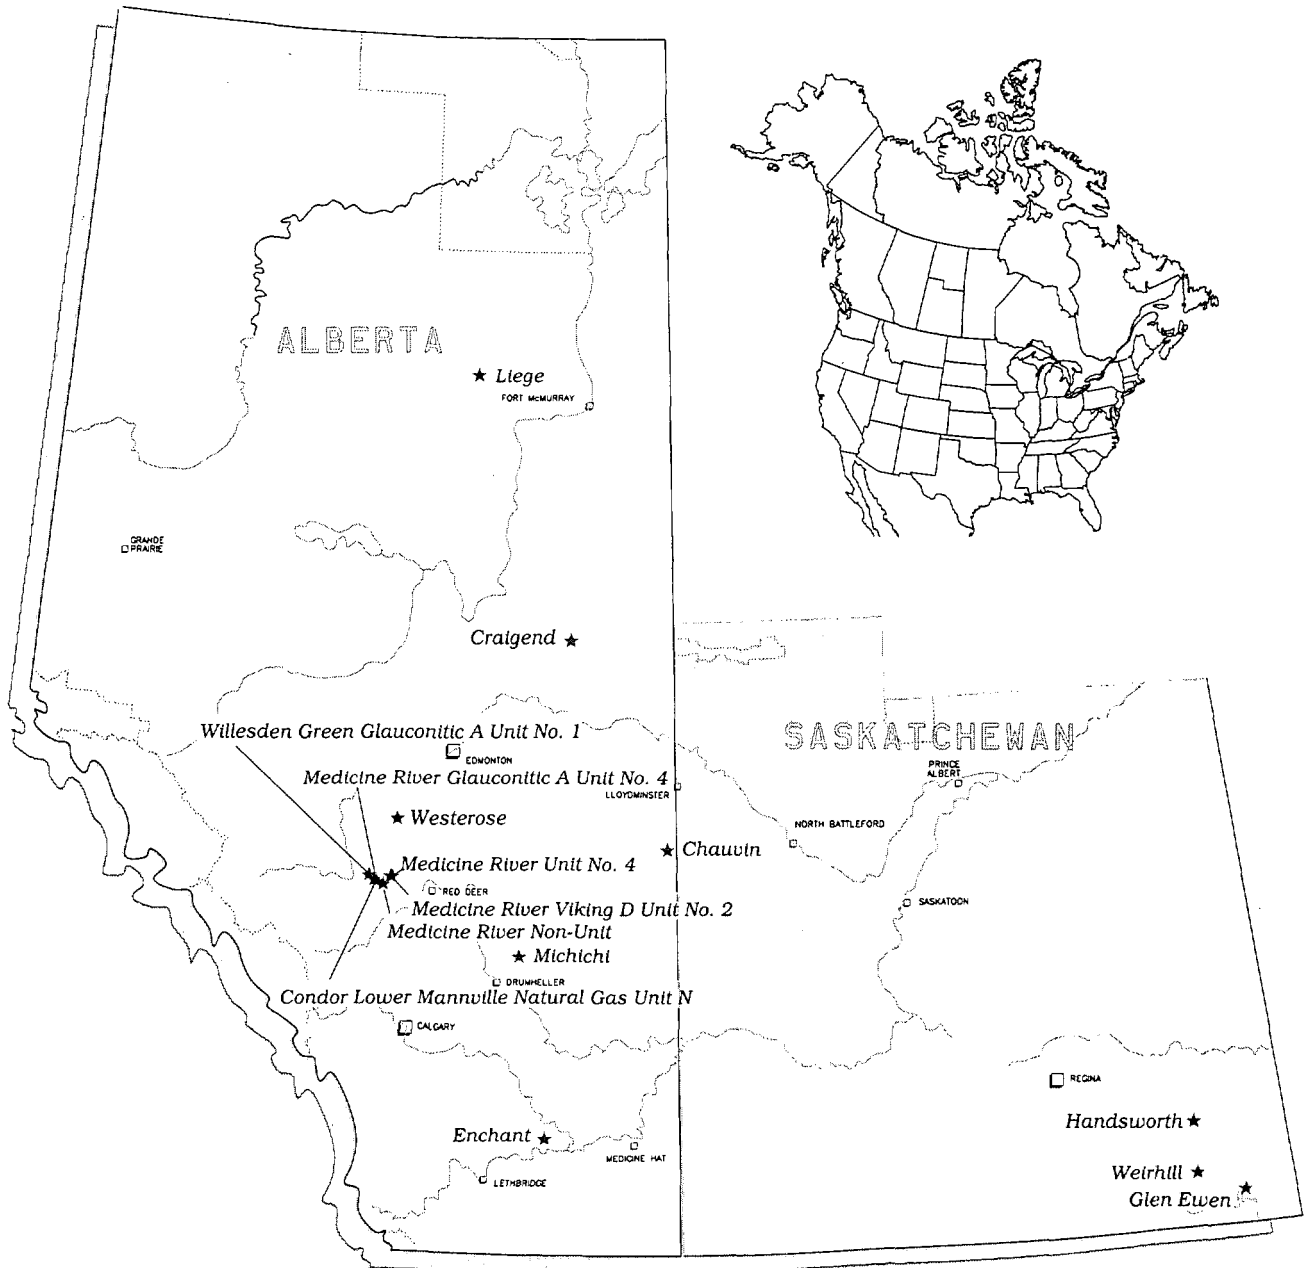 ALBERTA
Liege
FORT McMURRAY
GRANDE
PRAIRIE
Craigend
Willesden Green Glauconitic A Unit No. 1
SASKATCHEWAN
EDMONTON
Medicine River Glauconitic A Unit No. 4
PRINCE
ALBERT
LLOYDMINSTER
Westerose
NORTH BATTLEFORD
Chauvin
Medicine River Unit No. 4
RED DEER
SASKATOON
Medicine River Viking D Unit No. 2
Medicine River Non-Unit
Michichi
DRUMHELLER
Condor Lower Mannville Natural Gas Unit N
CALGARY
REGINA
Handsworth
Enchant
MEDICINE HAT
LETHBRIDGE
Weirhill
Glen Ewen